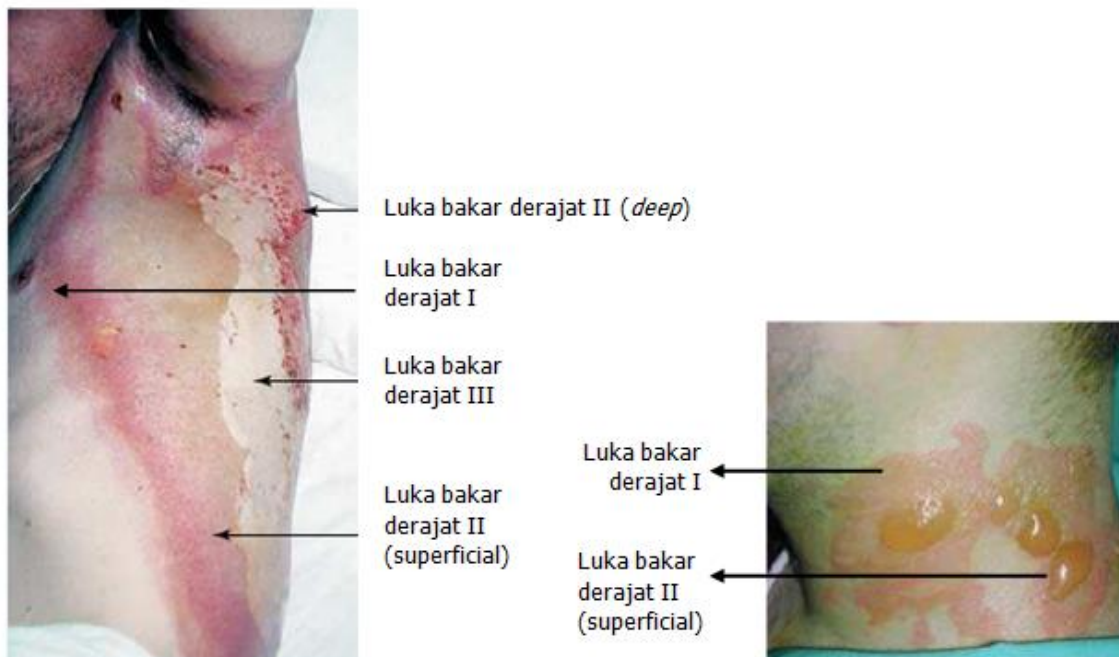 Luka bakar derajat II (deep)
Luka bakar
derajat I
Luka bakar
derajat III
Luka bakar
derajat II
(superficial)
Luka bakar
derajat I
Luka bakar
derajat II
(superficial)